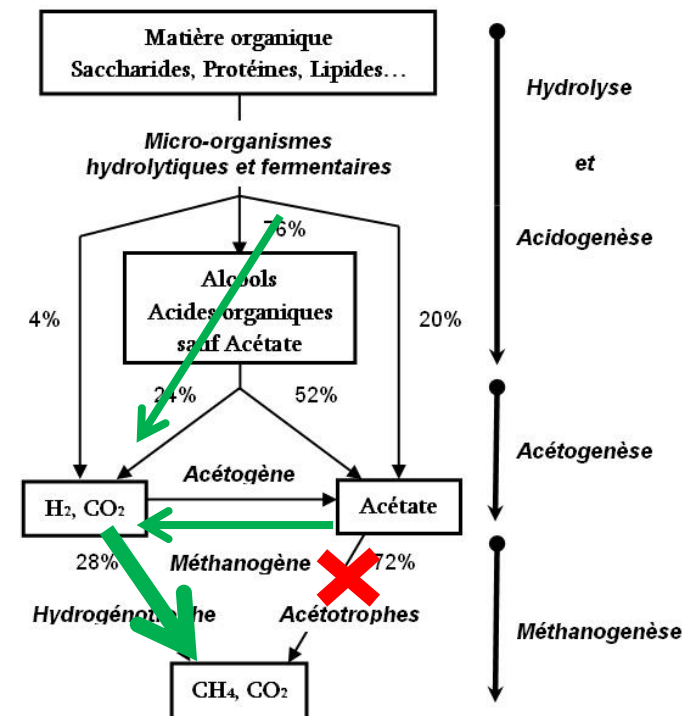 Matière organique
Saccharides, Protéines, Lipides…
Hydrolyse
Micro-organismes
hydrolytiques et fermentaires
et
Acidogenèse
76%
Alcools
Acides organiques
sauf Acétate
4%
20%
24%
52%
Acétogenèse
Acétogène
H₂, CO₂
Acétate
28%
Méthanogène
72%
Hydrogénotrophe
Acétotrophes
Méthanogenèse
CH₄, CO₂